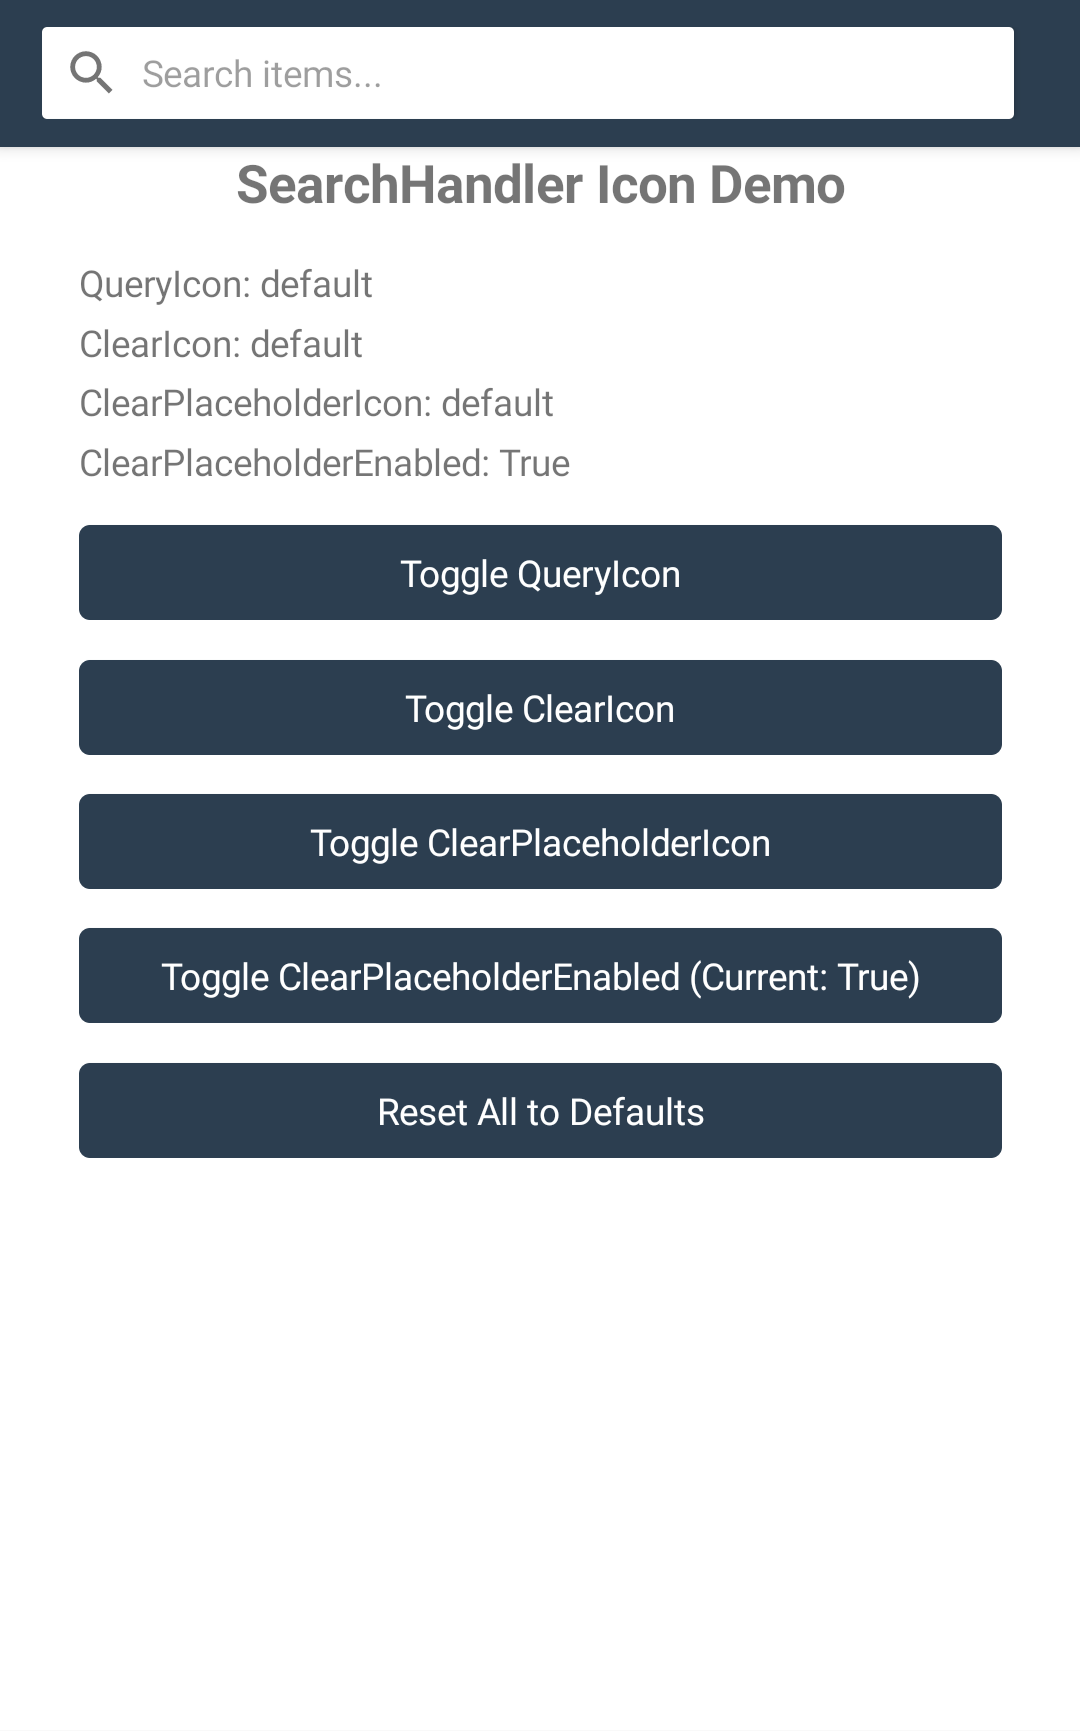 Search items...
SearchHandler Icon Demo
QueryIcon: default
ClearIcon: default
ClearPlaceholderIcon: default
ClearPlaceholderEnabled: True
Toggle QueryIcon
Toggle ClearIcon
Toggle ClearPlaceholderIcon
Toggle ClearPlaceholderEnabled (Current: True)
Reset All to Defaults